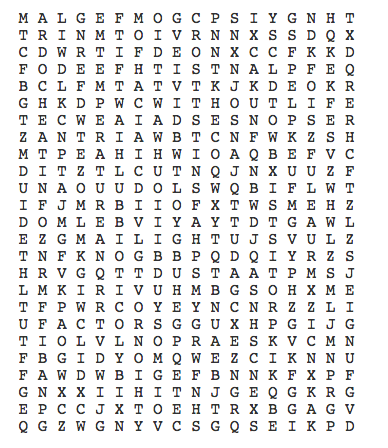 M A L G E F M O G C P S I Y G N H T
T R I N M T O I V R N N X S S D Q X
C D W R T I F D E O N X C C F K K D
F O D E E F H T I S T N A L P F E Q
B C L F M T A T V T K J K D E O K R
G H K D P W C W I T H O U T L I F E
T E C W E A I A D S E S N O P S E R
Z A N T R I A W B T C N F W K Z S H
M T P E A H I H W I O A Q B E F V C
D I T Z T L C U T N Q J N X U U Z F
U N A O U U D O L S W Q B I F L W T
I F J M R B I I O F X T W S M E H Z
D O M L E B V I Y A Y T D T G A W L
E Z G M A I L I G H T U J S V U L Z
T N F K N O G B B P Q D Q I Y R Z S
H R V G Q T T D U S T A A T P M S J
L M K I R I V U H M B G S O H X M E
T F P W R C O Y E Y N C N R Z Z L I
U F A C T O R S G G U X H P G I J G
T I O L V L N O P R A E S K V C M N
F B G I D Y O M Q W E Z C I K N N U
F A W D W B I G E F B N N K F X P F
G N X X I I H I T N J G E Q G K R G
E P C C J X T O E H T R X B G A G V
Q G Z W G N Y V C S G Q S E I K P D